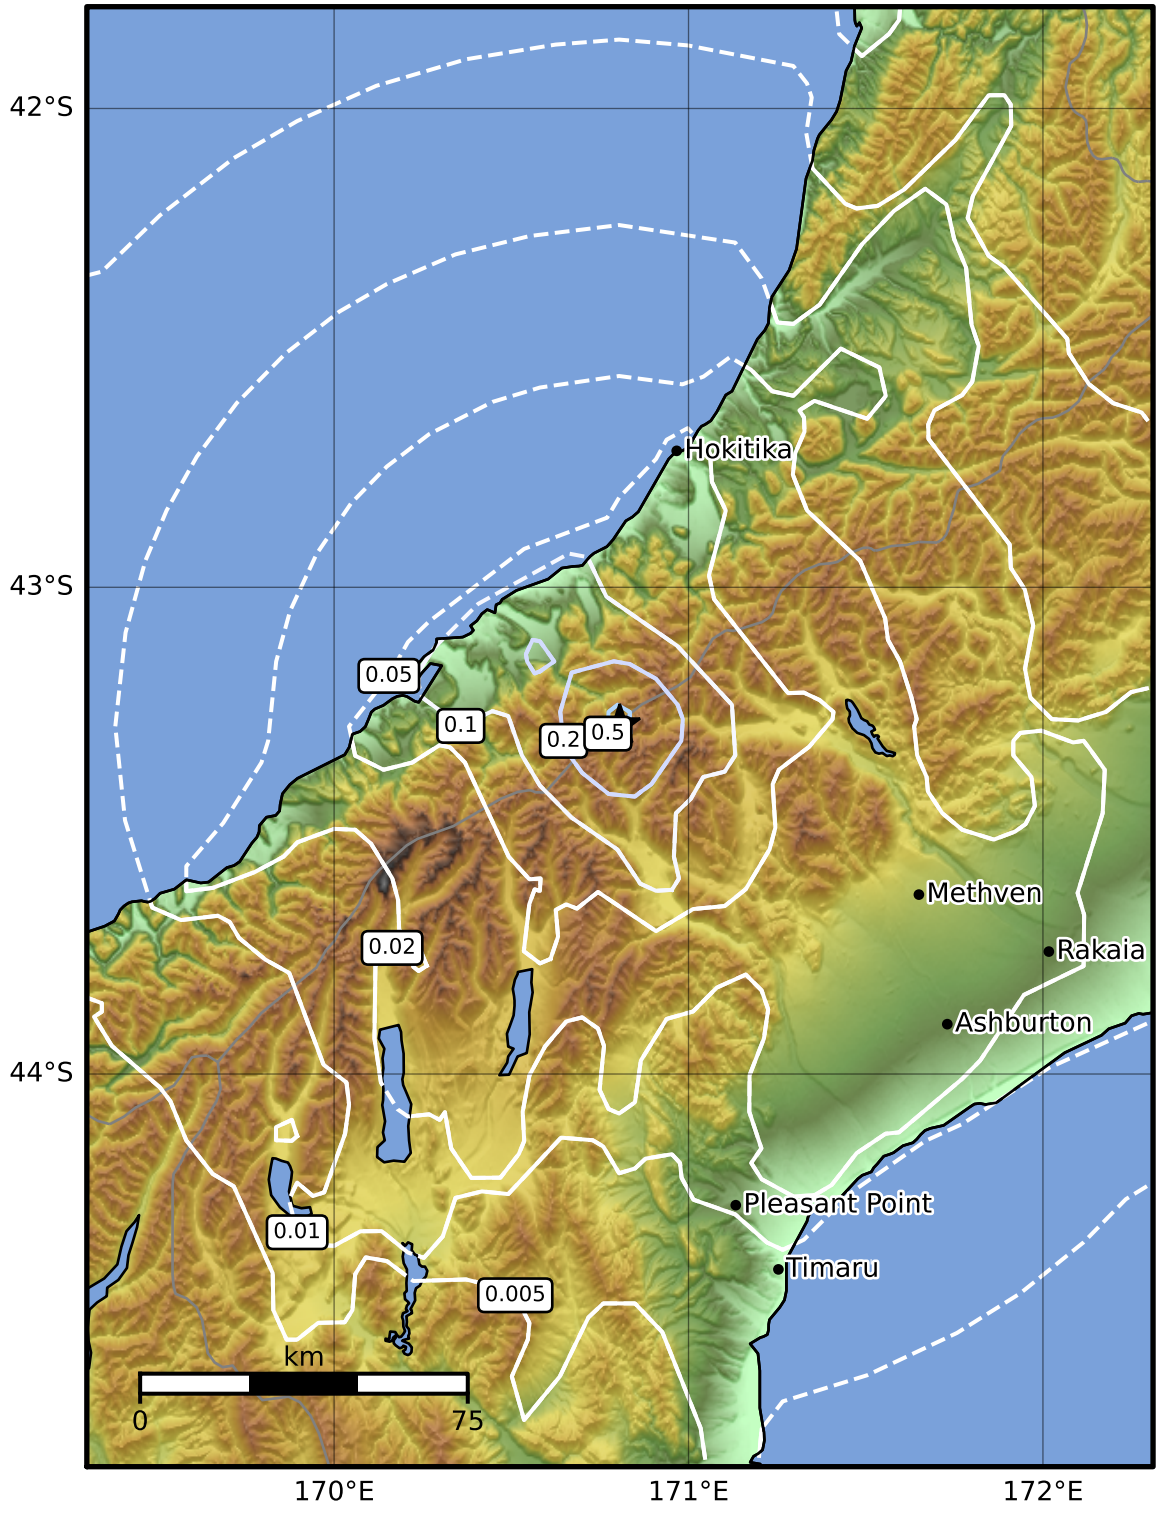 42°S
Hokitika
43°S
0.05
0.1
0.2
0.5
Methven
0.02
Rakaia
Ashburton
44°S
Pleasant Point
0.01
Timaru
0.005
km
0
75
170°E
171°E
172°E